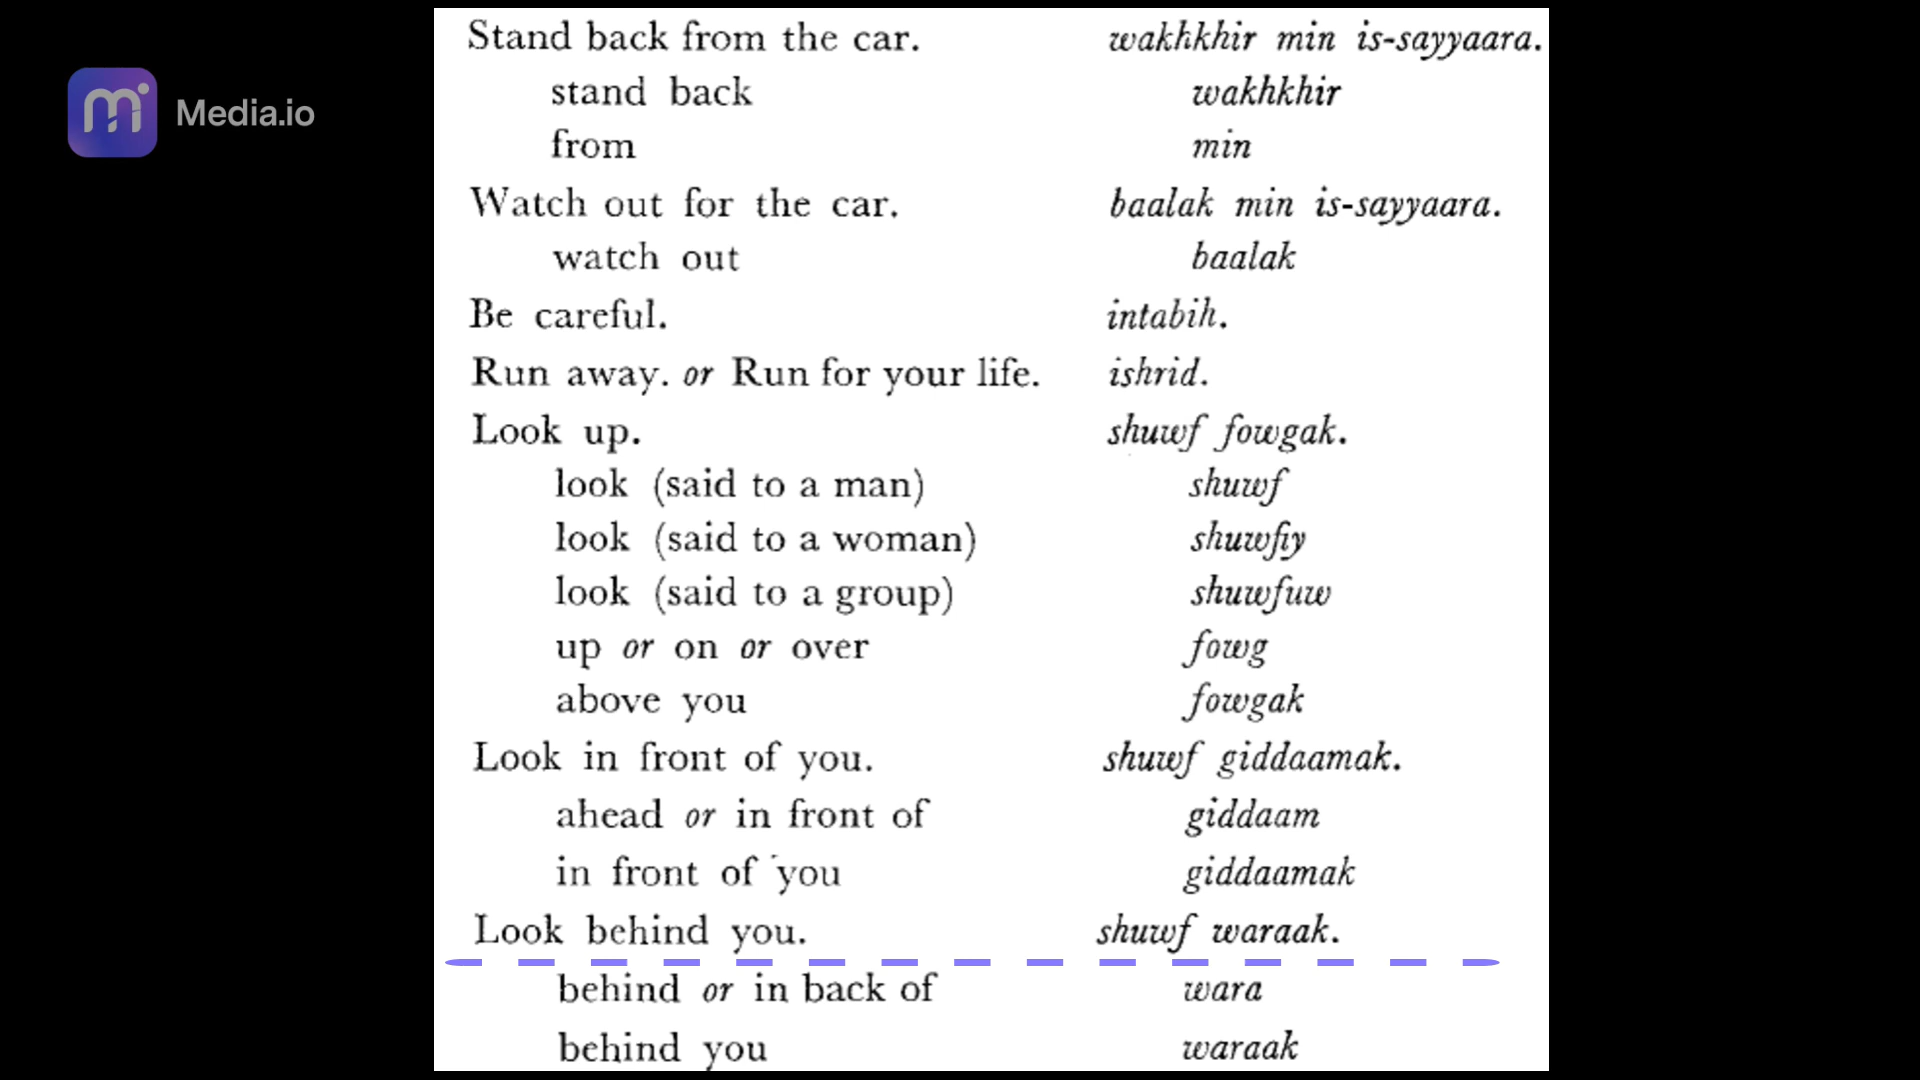 Media.io
Stand back from the car. wakhkhir min is-sayyaara.
stand back wakhkhir
from min
Watch out for the car. baalak min is-sayyaara.
watch out baalak
Be careful. intabih.
Run away. or Run for your life. ishrid.
Look up. shuwf fowgak.
look (said to a man) shuwf
look (said to a woman) shuwfiy
look (said to a group) shuwfuw
up or on or over fowg
above you fowgak
Look in front of you. shuwf giddaamak.
ahead or in front of giddaam
in front of you giddaamak
Look behind you. shuwf waraak.
behind or in back of wara
behind you waraak